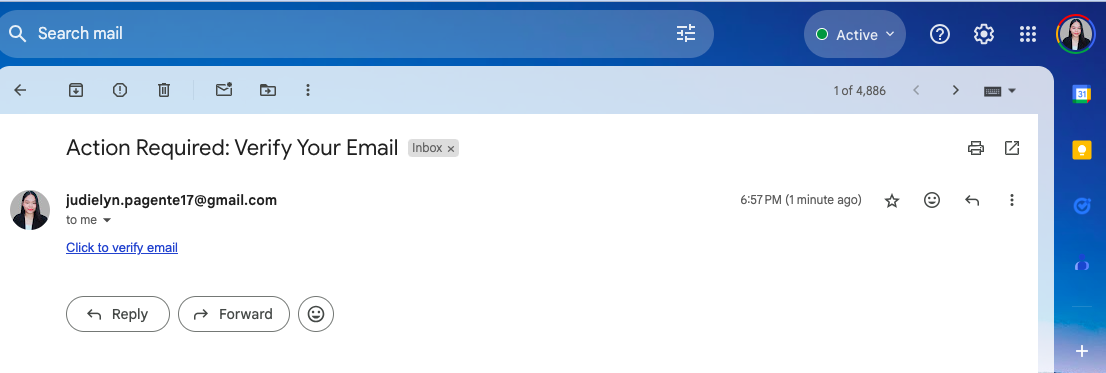 Search mail
Active
1 of 4,886
Action Required: Verify Your Email Inbox x
judielyn.pagente17@gmail.com 6:57 PM (1 minute ago)
to me
Click to verify email
Reply Forward
31